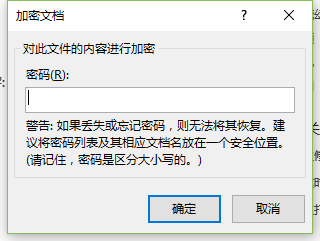 加密文档
?
对此文件的内容进行加密
密码(R):
警告: 如果丢失或忘记密码，则无法将其恢复。建
议将密码列表及其相应文档名放在一个安全位置。
(请记住，密码是区分大小写的。)
确定 取消